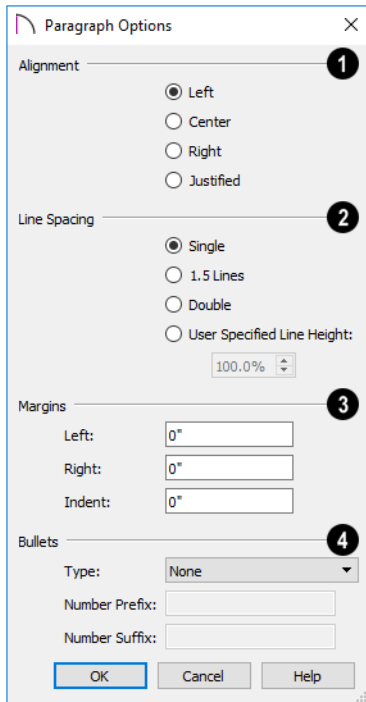 Paragraph Options
Alignment 1
Left
Center
Right
Justified
Line Spacing 2
Single
1.5 Lines
Double
User Specified Line Height:
100.0%
Margins 3
Left: 0"
Right: 0"
Indent: 0"
Bullets 4
Type: None
Number Prefix:
Number Suffix:
OK Cancel Help